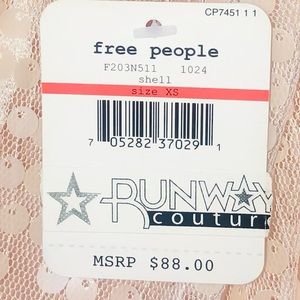 CP7451 1 1
free people
F203N511 1024
shell
size XS
7 05282 37029 1
RUNWAY
couture
MSRP $88.00